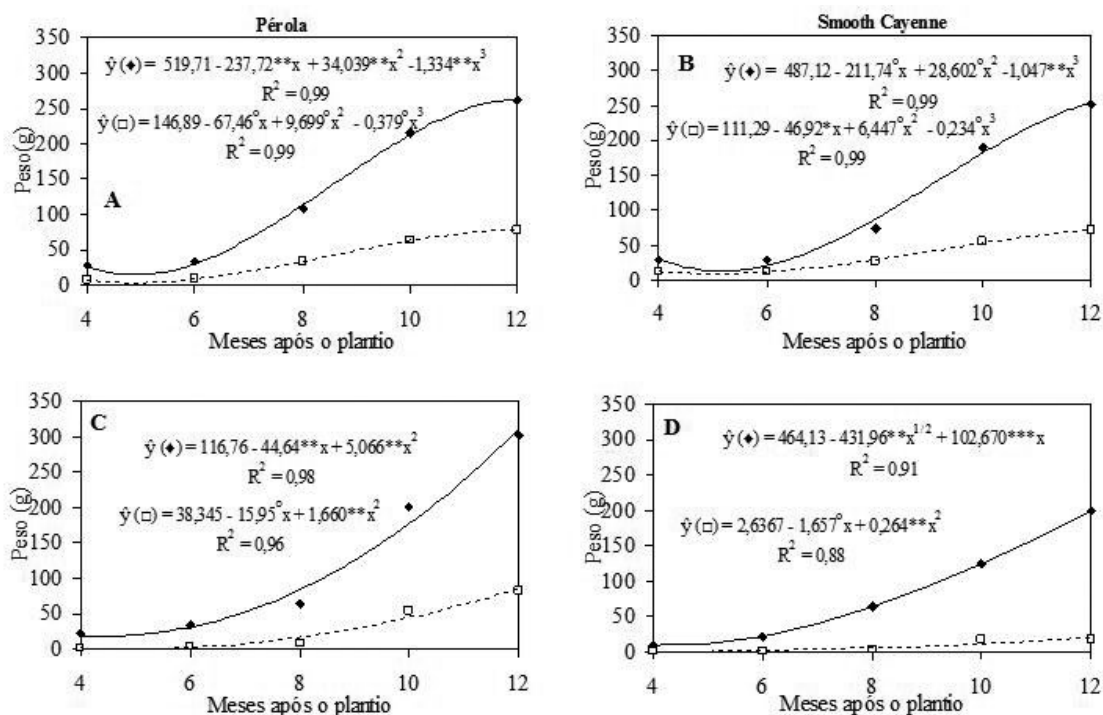 Pérola
350
300
250
200
150
100
50
0
Peso (g)
ŷ (♦) = 519,71 - 237,72**x + 34,039**x² -1,334**x³
R² = 0,99
ŷ (□) = 146,89 - 67,46°x + 9,699°x² - 0,379°x³
R² = 0,99
A
4 6 8 10 12
Meses após o plantio
Smooth Cayenne
350
300
250
200
150
100
50
0
Peso (g)
B
ŷ (♦) = 487,12 - 211,74°x + 28,602°x² -1,047**x³
R² = 0,99
ŷ (□) = 111,29 - 46,92*x + 6,447°x² - 0,234°x³
R² = 0,99
4 6 8 10 12
Meses após o plantio
350
300
250
200
150
100
50
0
Peso (g)
C
ŷ (♦) = 116,76 - 44,64**x + 5,066**x²
R² = 0,98
ŷ (□) = 38,345 - 15,95°x + 1,660**x²
R² = 0,96
4 6 8 10 12
Meses após o plantio
350
300
250
200
150
100
50
0
Peso (g)
D
ŷ (♦) = 464,13 - 431,96**x^1/2 + 102,670***x
R² = 0,91
ŷ (□) = 2,6367 - 1,657°x + 0,264**x²
R² = 0,88
4 6 8 10 12
Meses após o plantio